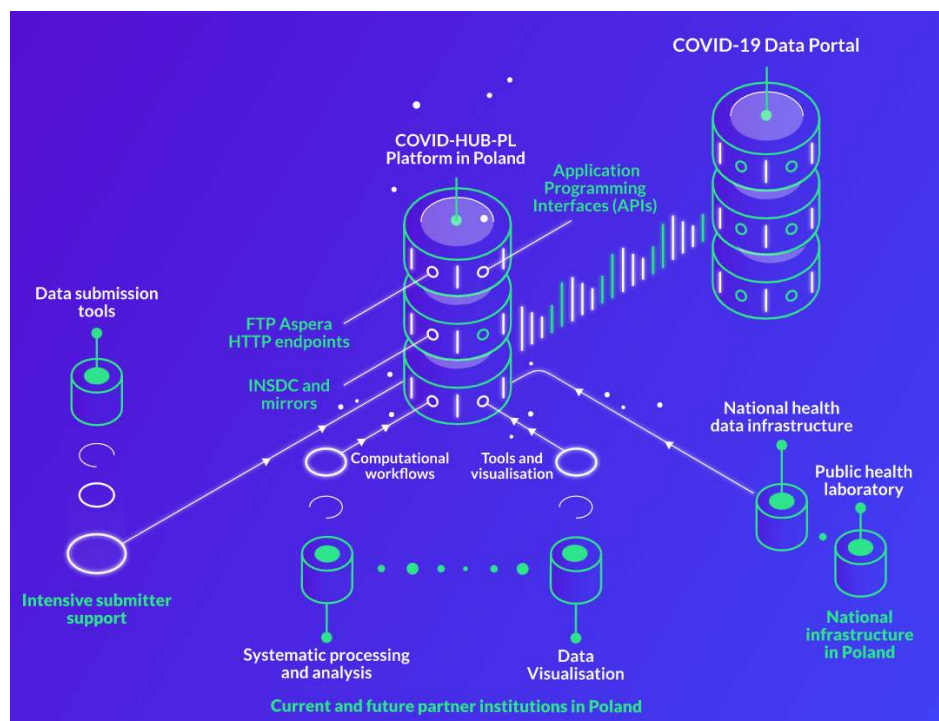 COVID-19 Data Portal
COVID-HUB-PL
Platform in Poland
Application
Programming
Interfaces (APIs)
Data submission
tools
FTP Aspera
HTTP endpoints
INSDC and
mirrors
National health
data infrastructure
Computational
workflows
Tools and
visualisation
Public health
laboratory
Intensive submitter
support
National
infrastructure
in Poland
Systematic processing
and analysis
Data
Visualisation
Current and future partner institutions in Poland